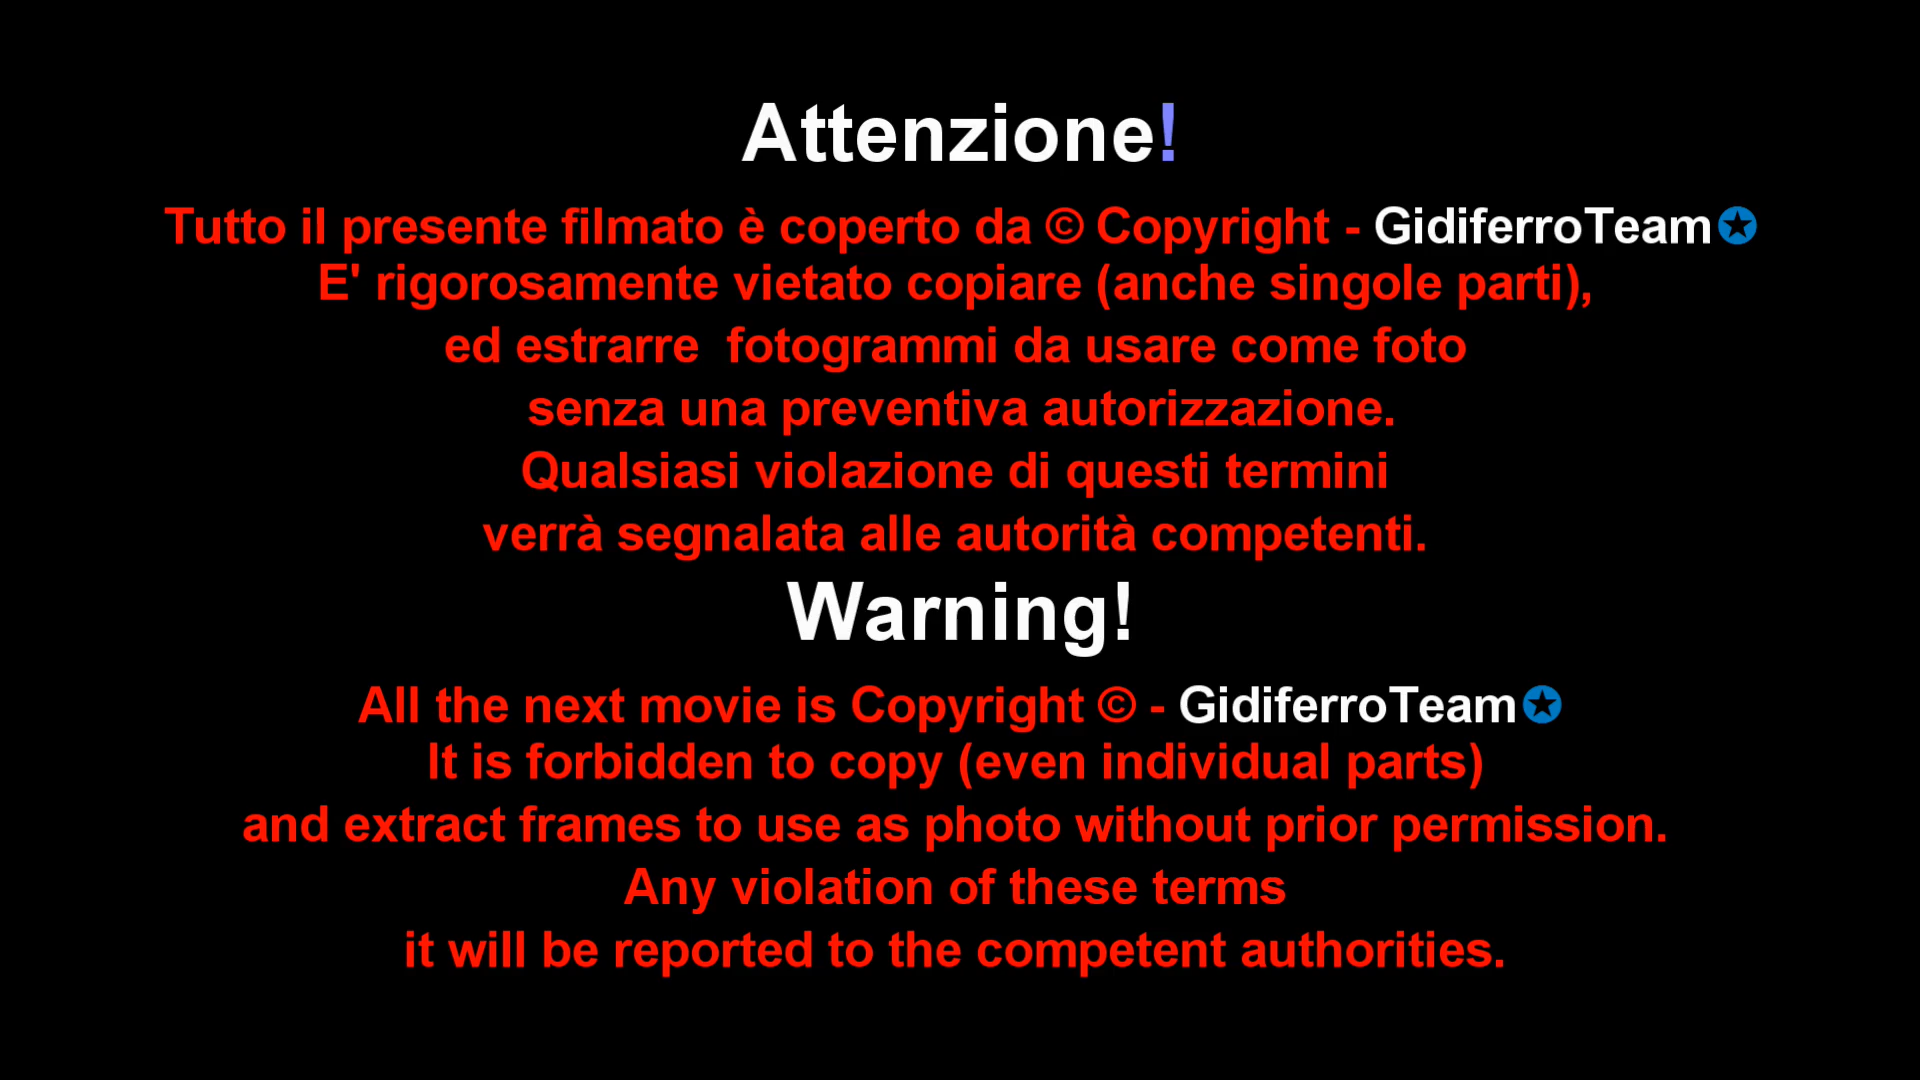 Attenzione!
Tutto il presente filmato è coperto da © Copyright - GidiferroTeam✪
E' rigorosamente vietato copiare (anche singole parti),
ed estrarre  fotogrammi da usare come foto
senza una preventiva autorizzazione.
Qualsiasi violazione di questi termini
verrà segnalata alle autorità competenti.
Warning!
All the next movie is Copyright © - GidiferroTeam✪
It is forbidden to copy (even individual parts)
and extract frames to use as photo without prior permission.
Any violation of these terms
it will be reported to the competent authorities.